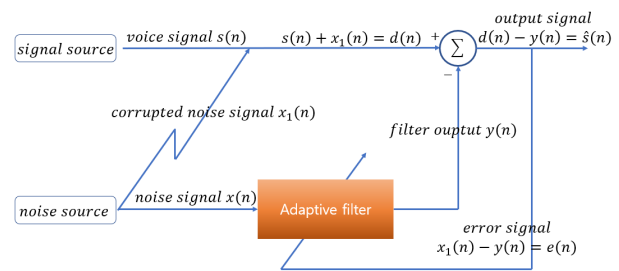 output signal
signal source
voice signal s(n)
s(n) + x₁(n) = d(n)
+
∑
d(n) − y(n) = ŝ(n)
−
corrupted noise signal x₁(n)
filter ouptut y(n)
noise source
noise signal x(n)
Adaptive filter
error signal
x₁(n) − y(n) = e(n)